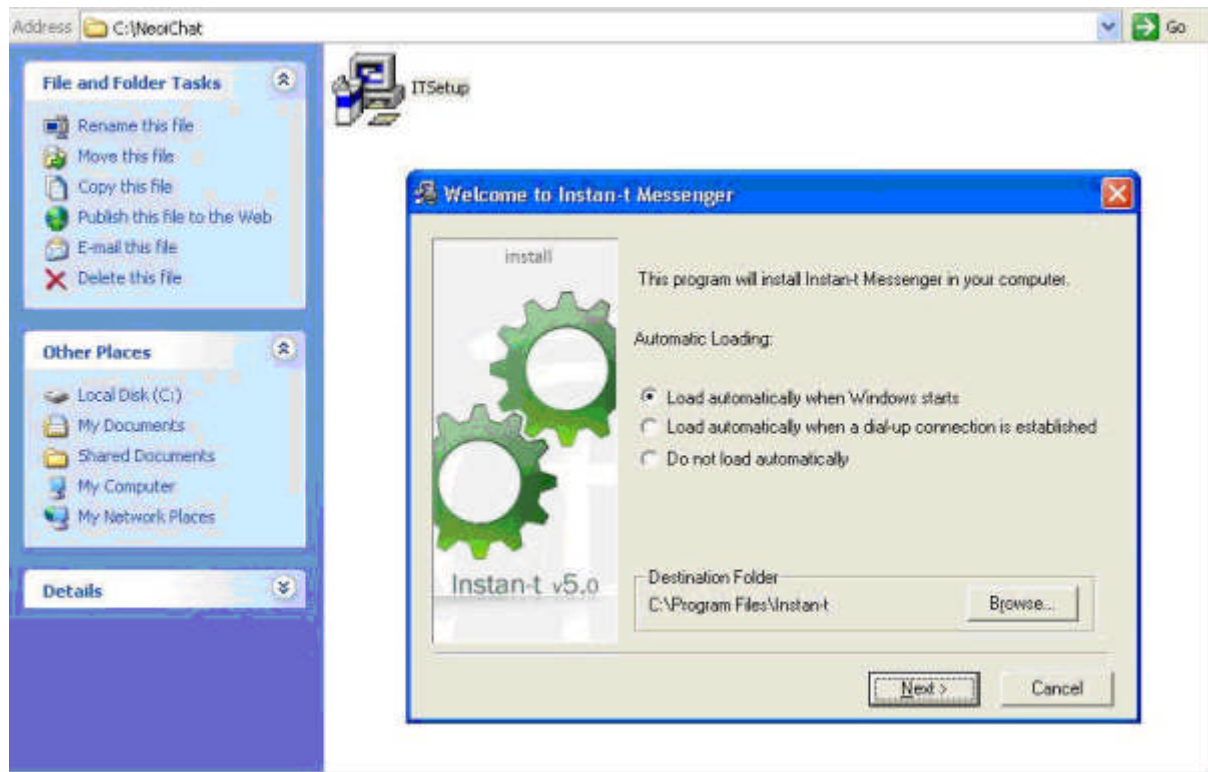 Address C:\NeoiChat Go
File and Folder Tasks
Rename this file
Move this file
Copy this file
Publish this file to the Web
E-mail this file
Delete this file
Other Places
Local Disk (C:)
My Documents
Shared Documents
My Computer
My Network Places
Details
ITSetup
Welcome to Instan-t Messenger
install
Instan-t v5.0
This program will install Instan-t Messenger in your computer.
Automatic Loading:
Load automatically when Windows starts
Load automatically when a dial-up connection is established
Do not load automatically
Destination Folder
C:\Program Files\Instan-t
Browse...
Next >
Cancel